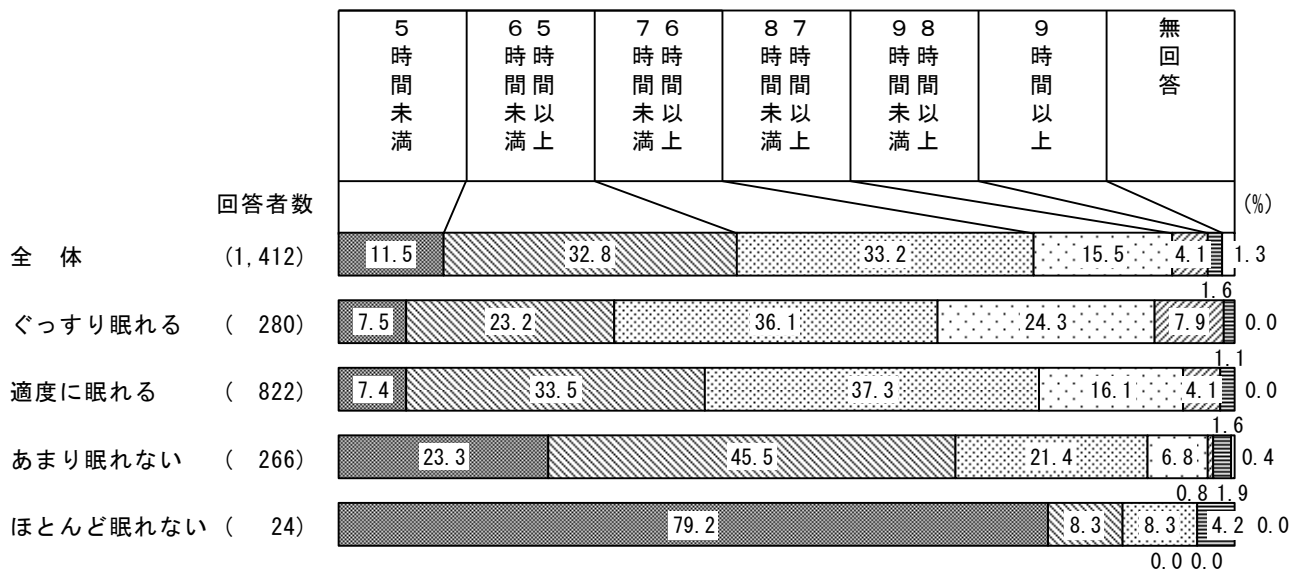 5時間未満
5時間以上6時間未満
6時間以上7時間未満
7時間以上8時間未満
8時間以上9時間未満
9時間以上
無回答
回答者数
(%)
全 体 (1,412) 11.5 32.8 33.2 15.5 4.1 1.6 1.3
ぐっすり眠れる ( 280) 7.5 23.2 36.1 24.3 7.9 1.1 0.0
適度に眠れる ( 822) 7.4 33.5 37.3 16.1 4.1 1.6 0.0
あまり眠れない ( 266) 23.3 45.5 21.4 6.8 0.8 1.9 0.4
ほとんど眠れない ( 24) 79.2 8.3 8.3 0.0 0.0 4.2 0.0